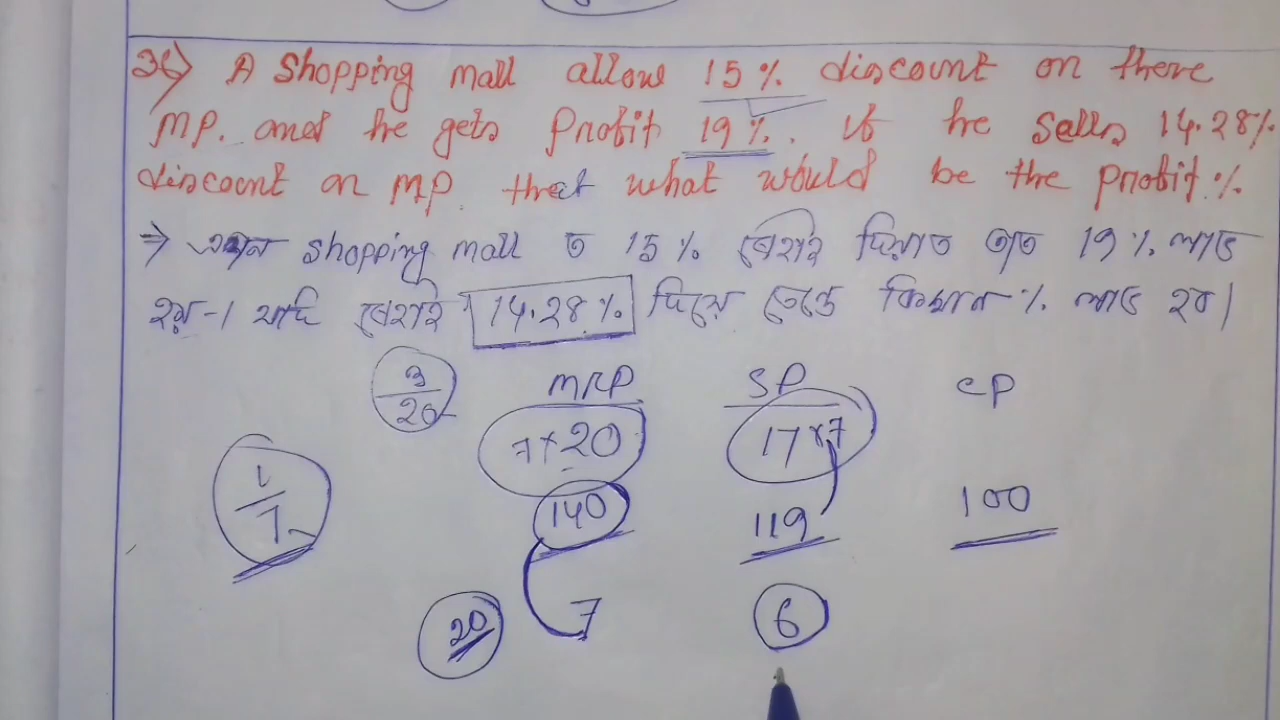 36) A Shopping mall allow 15% discount on there
MP. and he gets Profit 19%. if he Sells 14.28%
discount on MP. that what would be the profit.%
⇒ shopping mall ত 15% ৰেহাই দিয়াত তাত 19% লাভ
হয়-। যদি ৰেহাই 14.28% দিয়ে তেন্তে কিমান % লাভ হব।
3/20 MRP SP CP
7×20 17×7
1/7 140 119 100
20 7 6